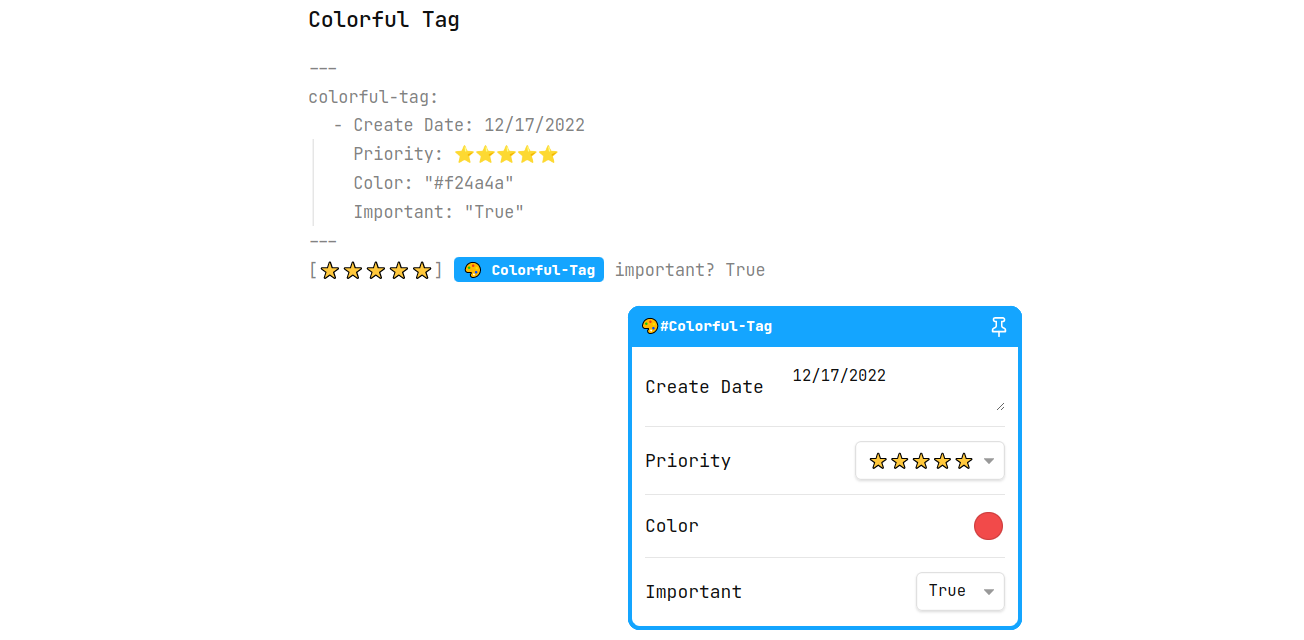 Colorful Tag
---
colorful-tag:
- Create Date: 12/17/2022
Priority: ⭐⭐⭐⭐⭐
Color: "#f24a4a"
Important: "True"
---
[⭐⭐⭐⭐⭐] 🎨 Colorful-Tag important? True
🎨#Colorful-Tag
Create Date 12/17/2022
Priority ⭐⭐⭐⭐⭐
Color
Important True